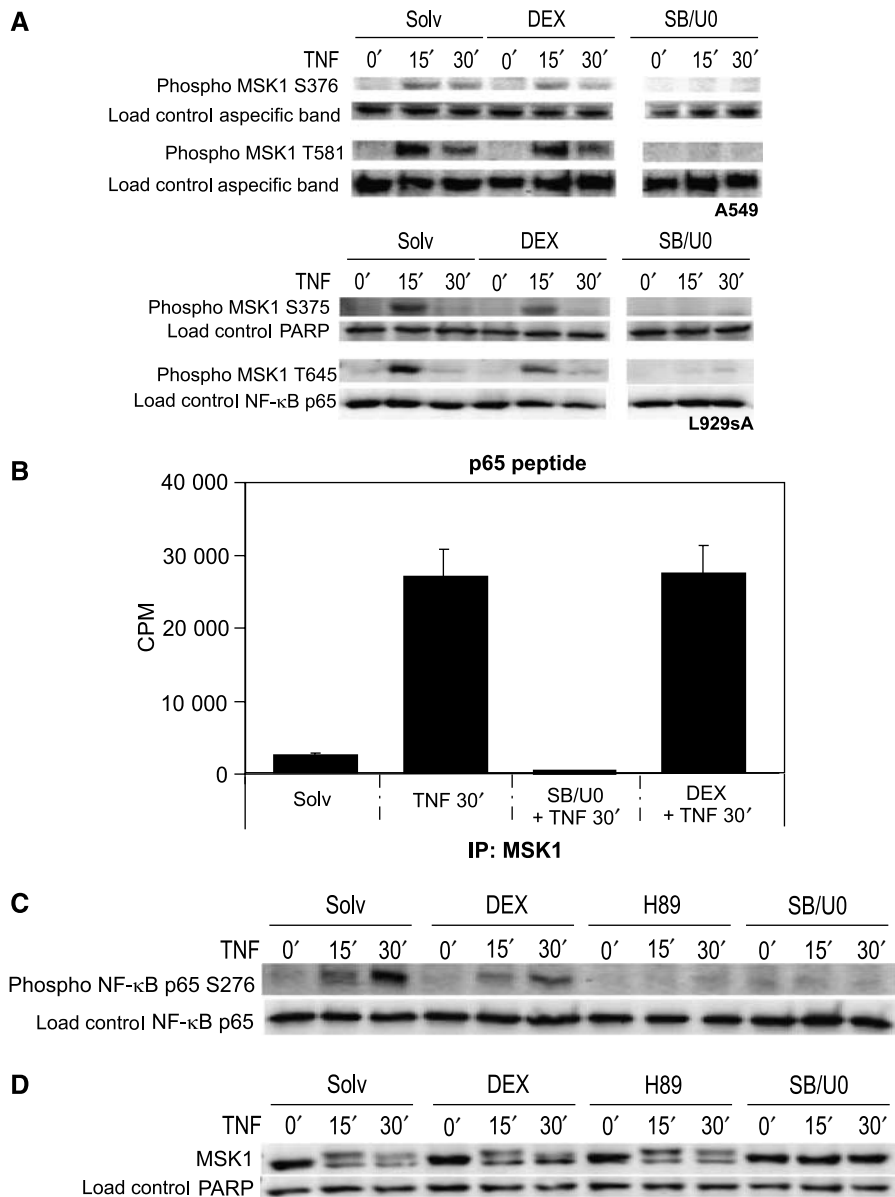 A
Solv DEX SB/U0
TNF 0′ 15′ 30′ 0′ 15′ 30′ 0′ 15′ 30′
Phospho MSK1 S376
Load control aspecific band
Phospho MSK1 T581
Load control aspecific band
A549
Solv DEX SB/U0
TNF 0′ 15′ 30′ 0′ 15′ 30′ 0′ 15′ 30′
Phospho MSK1 S375
Load control PARP
Phospho MSK1 T645
Load control NF-κB p65
L929sA
B
p65 peptide
40 000
30 000
20 000
10 000
0
CPM
Solv TNF 30′ SB/U0 + TNF 30′ DEX + TNF 30′
IP: MSK1
C
Solv DEX H89 SB/U0
TNF 0′ 15′ 30′ 0′ 15′ 30′ 0′ 15′ 30′ 0′ 15′ 30′
Phospho NF-κB p65 S276
Load control NF-κB p65
D
Solv DEX H89 SB/U0
TNF 0′ 15′ 30′ 0′ 15′ 30′ 0′ 15′ 30′ 0′ 15′ 30′
MSK1
Load control PARP